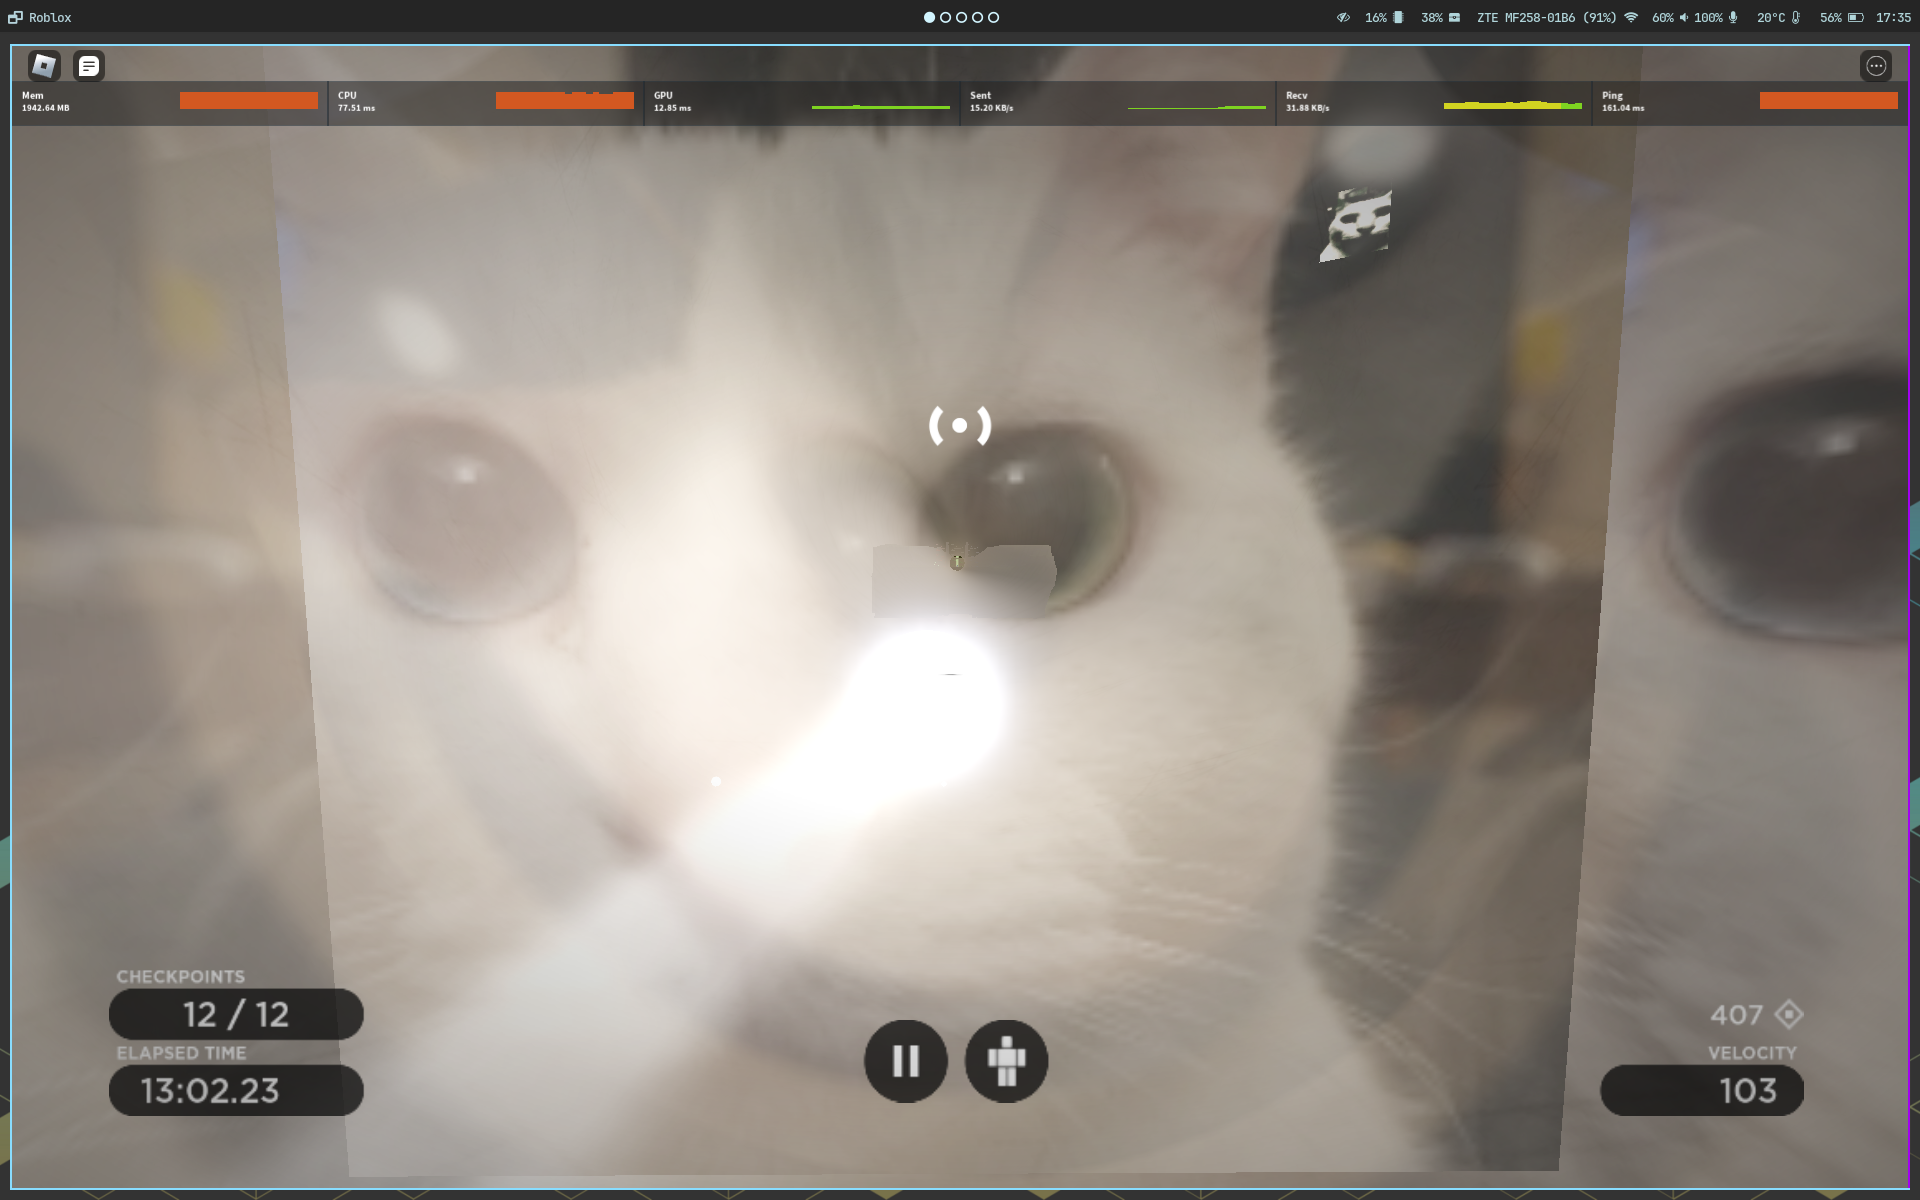 Roblox
16% 38% ZTE MF258-01B6 (91%) 60% 100% 20°C 56% 17:35
Mem CPU GPU Sent Recv Ping
1942.64 MB 77.51 ms 12.85 ms 15.20 KB/s 31.88 KB/s 161.04 ms
CHECKPOINTS
12 / 12
ELAPSED TIME
13:02.23
407
VELOCITY
103